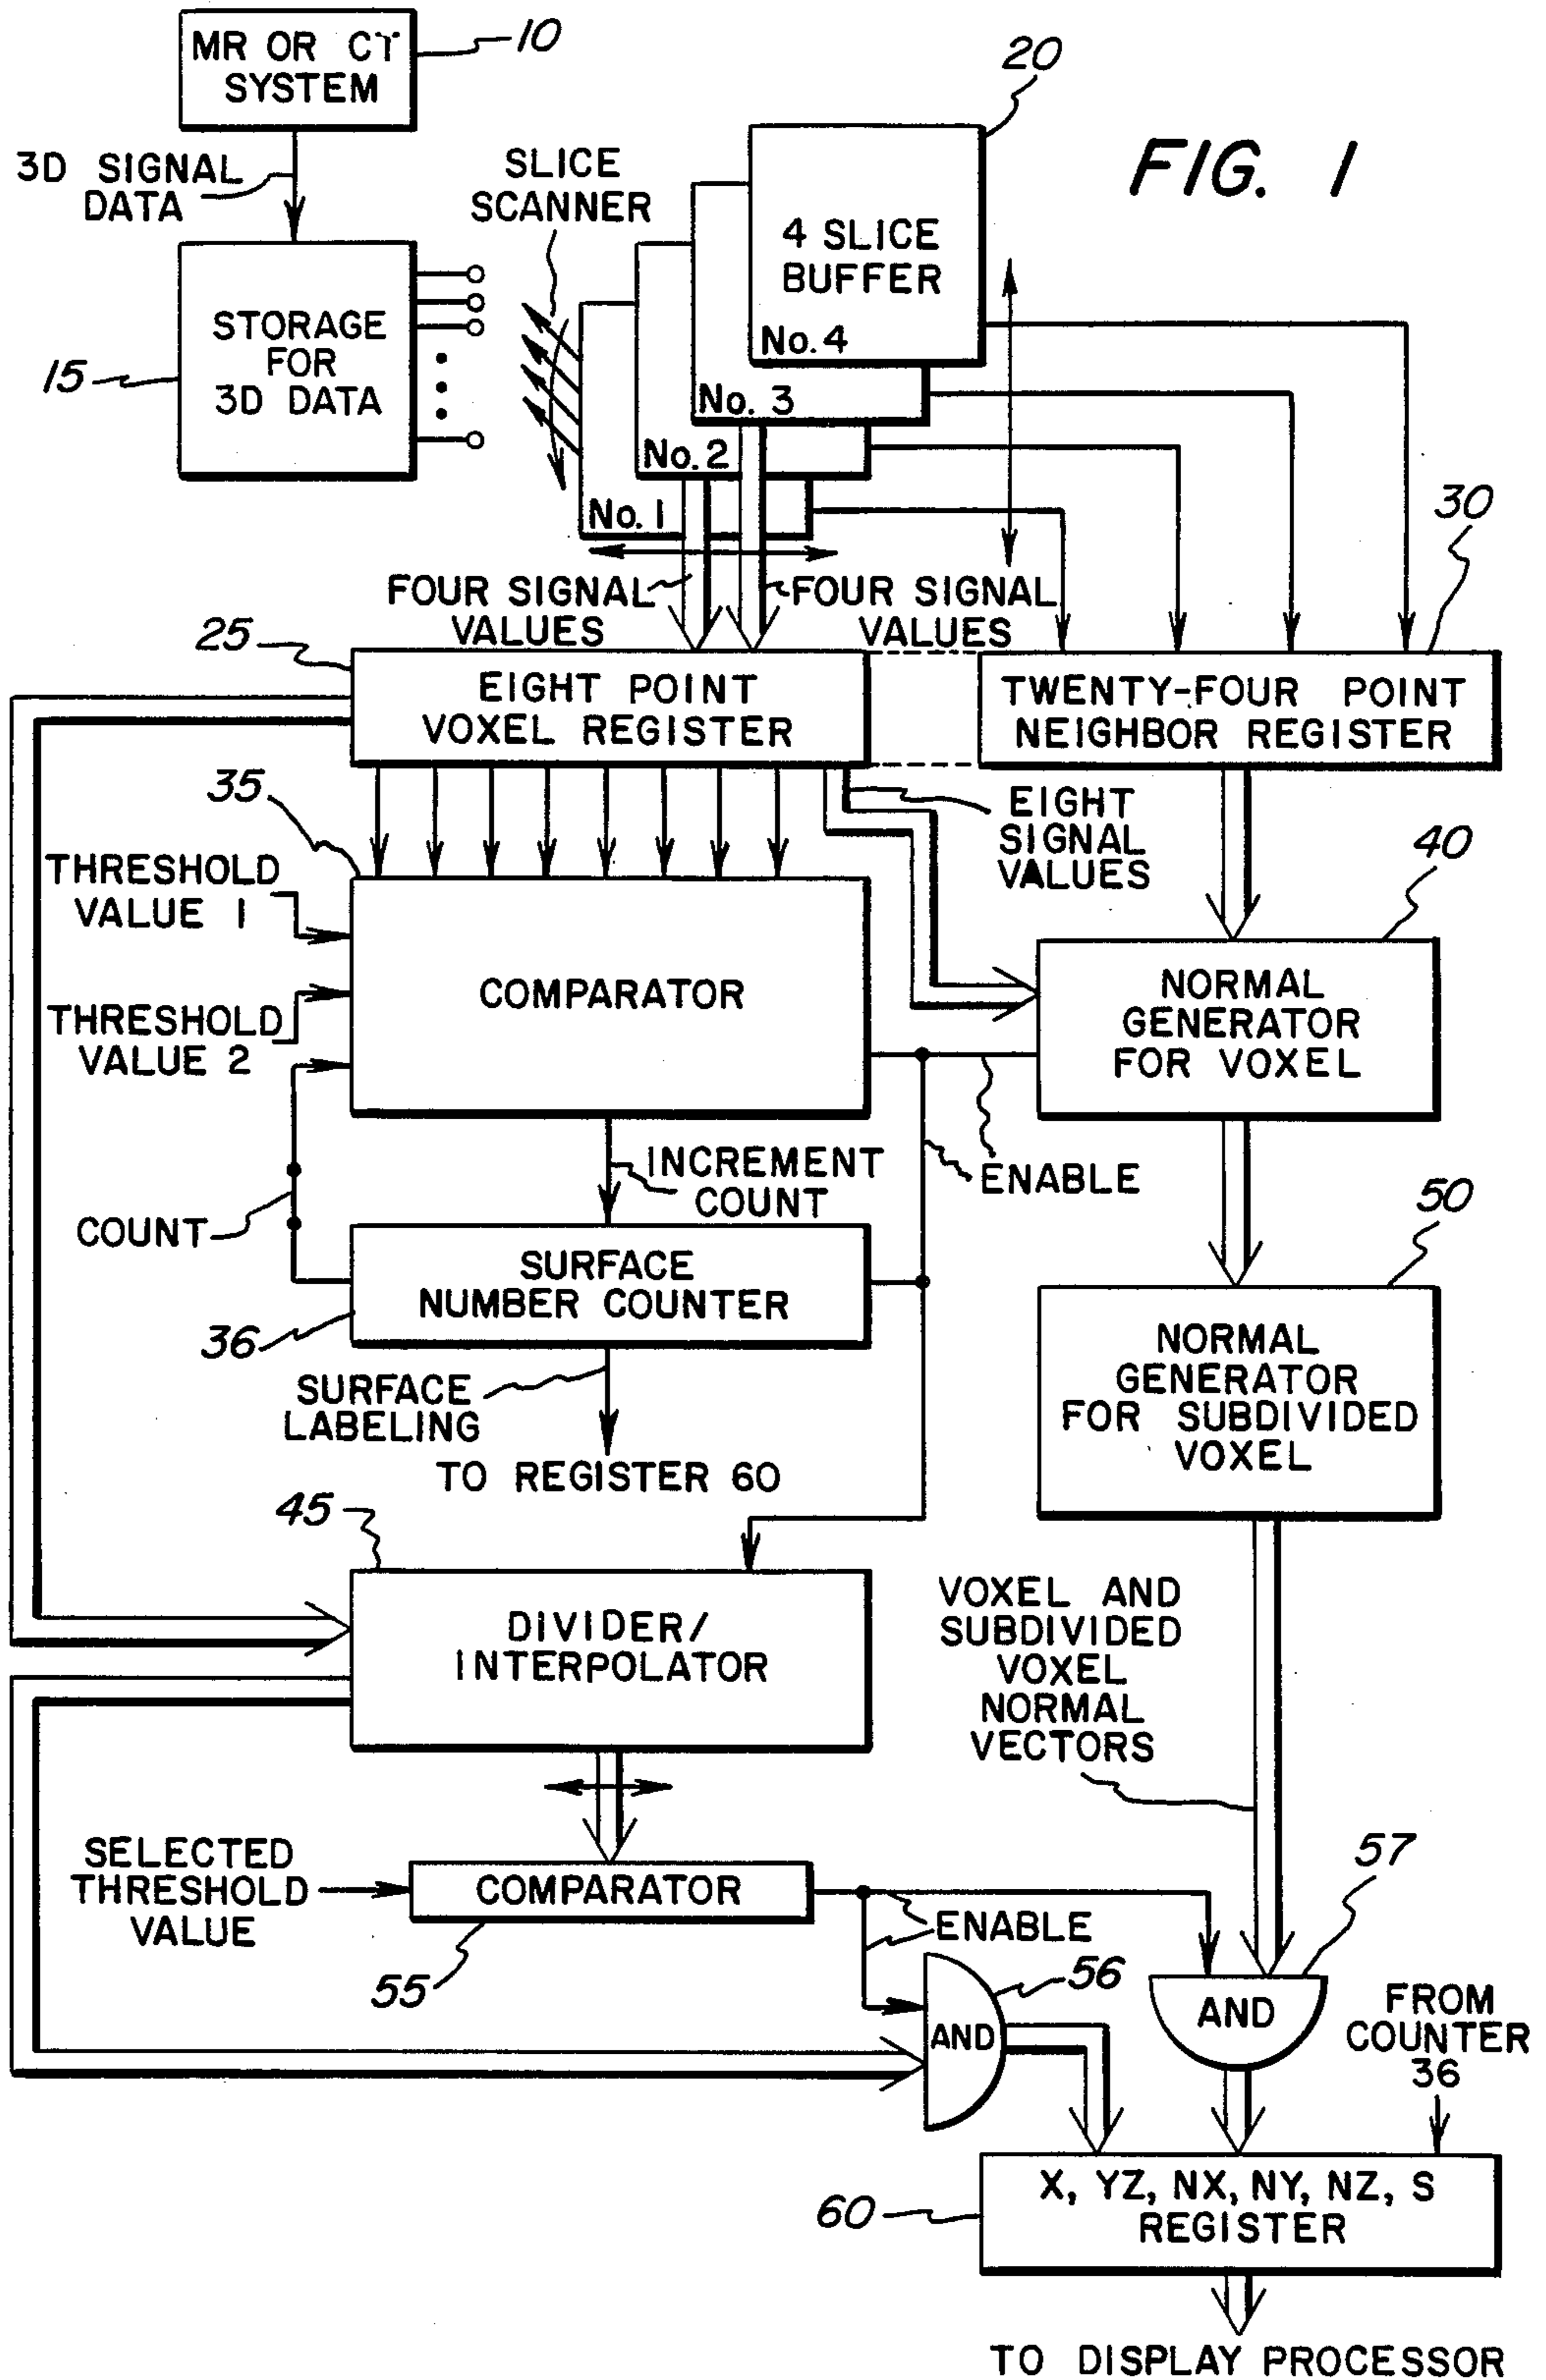 MR OR CT
SYSTEM
10
3D SIGNAL
DATA
SLICE
SCANNER
20
FIG. 1
STORAGE
FOR
3D DATA
15
4 SLICE
BUFFER
No. 4
No. 3
No. 2
No. 1
30
FOUR SIGNAL
VALUES
FOUR SIGNAL
VALUES
25
EIGHT POINT
VOXEL REGISTER
TWENTY-FOUR POINT
NEIGHBOR REGISTER
35
EIGHT
SIGNAL
VALUES
40
THRESHOLD
VALUE 1
THRESHOLD
VALUE 2
COMPARATOR
NORMAL
GENERATOR
FOR VOXEL
INCREMENT
COUNT
ENABLE
COUNT
50
SURFACE
NUMBER COUNTER
36
SURFACE
LABELING
TO REGISTER 60
NORMAL
GENERATOR
FOR SUBDIVIDED
VOXEL
45
DIVIDER/
INTERPOLATOR
VOXEL AND
SUBDIVIDED
VOXEL
NORMAL
VECTORS
SELECTED
THRESHOLD
VALUE
COMPARATOR
55
ENABLE
57
56
AND
AND
FROM
COUNTER
36
X, YZ, NX, NY, NZ, S
REGISTER
60
TO DISPLAY PROCESSOR